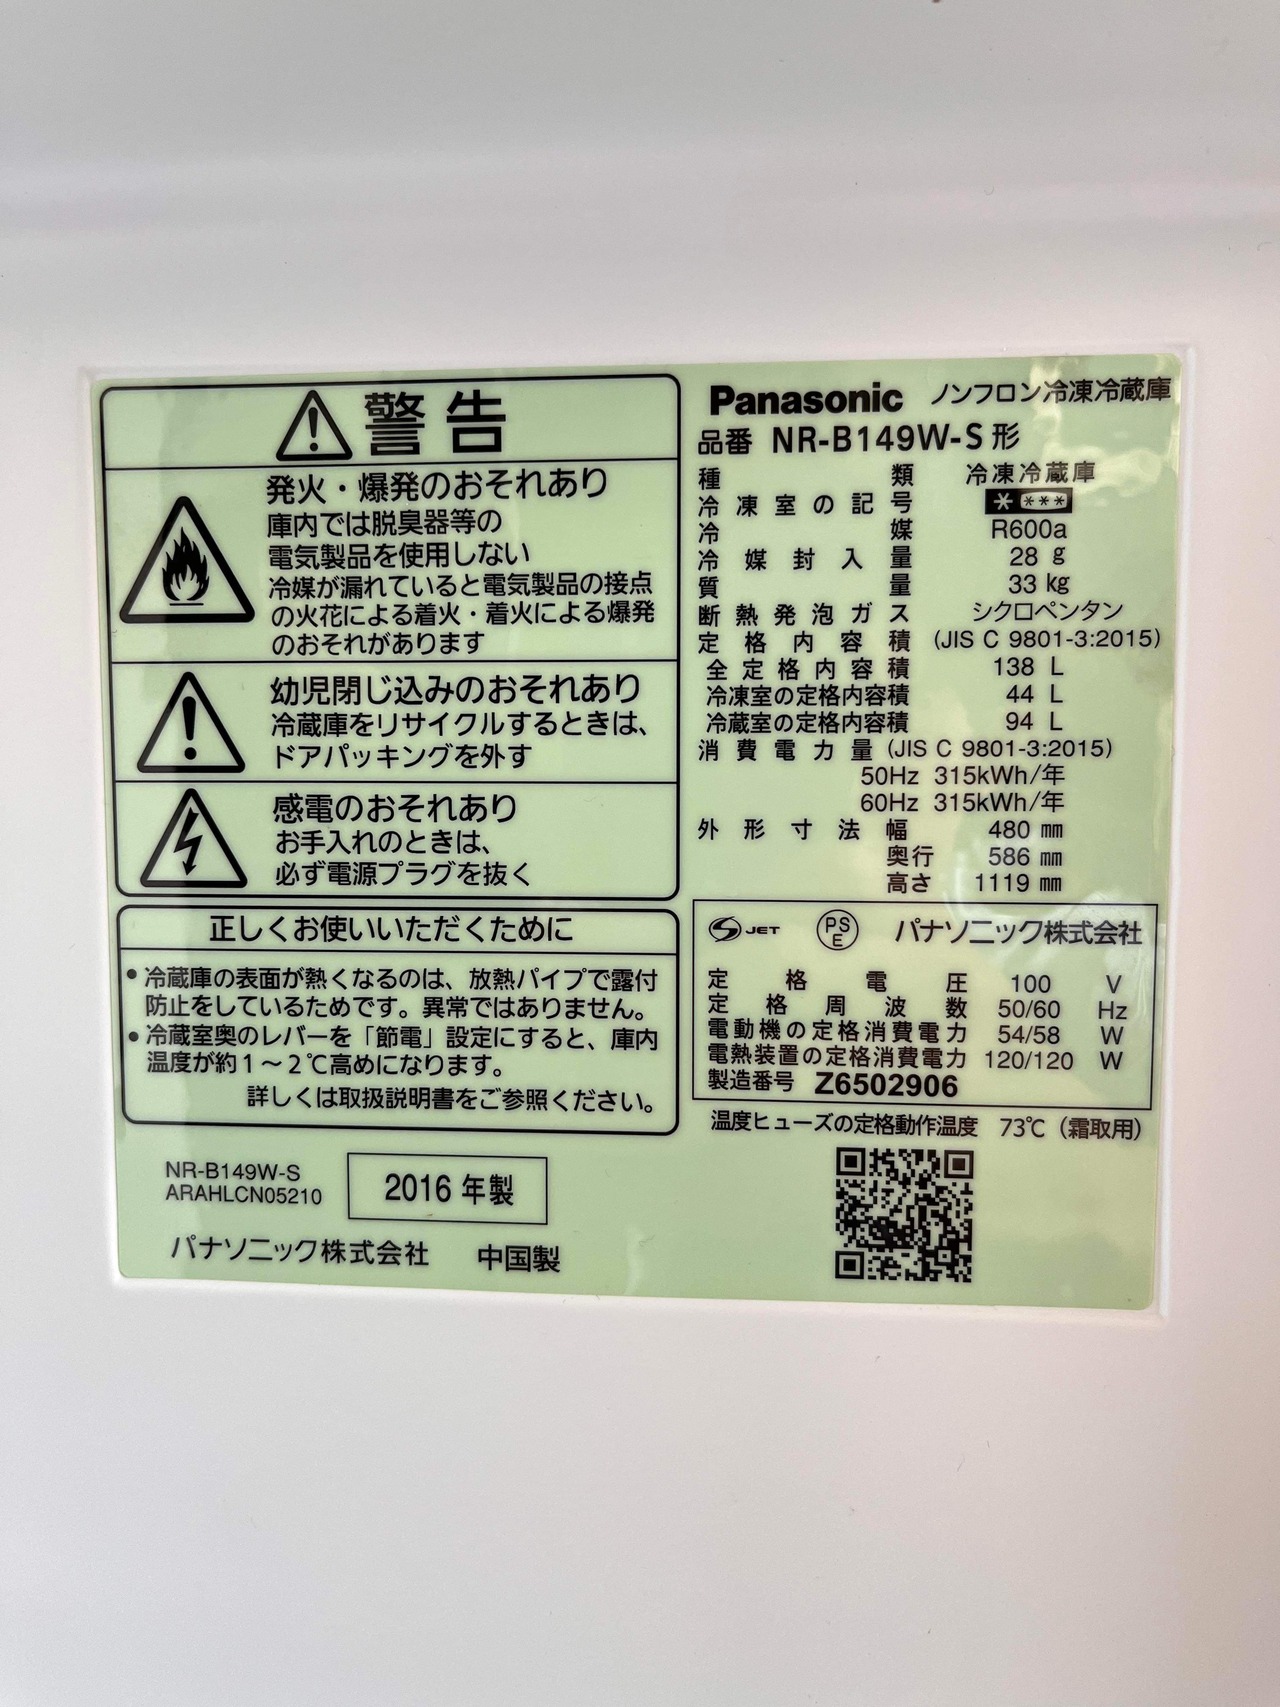 警告
発火・爆発のおそれあり
庫内では脱臭器等の
電気製品を使用しない
冷媒が漏れていると電気製品の接点
の火花による着火・着火による爆発
のおそれがあります
幼児閉じ込みのおそれあり
冷蔵庫をリサイクルするときは、
ドアパッキングを外す
感電のおそれあり
お手入れのときは、
必ず電源プラグを抜く
正しくお使いいただくために
• 冷蔵庫の表面が熱くなるのは、放熱パイプで露付
防止をしているためです。異常ではありません。
• 冷蔵室奥のレバーを「節電」設定にすると、庫内
温度が約1～2℃高めになります。
詳しくは取扱説明書をご参照ください。
NR-B149W-S
ARAHLCN05210
2016年製
パナソニック株式会社 中国製
Panasonic ノンフロン冷凍冷蔵庫
品番 NR-B149W-S形
種類 冷凍冷蔵庫
冷凍室の記号 * ***
冷媒 R600a
冷媒封入量 28 g
質量 33 kg
断熱発泡ガス シクロペンタン
定格内容積 (JIS C 9801-3:2015)
全定格内容積 138 L
冷凍室の定格内容積 44 L
冷蔵室の定格内容積 94 L
消費電力量 (JIS C 9801-3:2015)
50Hz 315kWh/年
60Hz 315kWh/年
外形寸法 幅 480 mm
奥行 586 mm
高さ 1119 mm
S JET PS E パナソニック株式会社
定格電圧 100 V
定格周波数 50/60 Hz
電動機の定格消費電力 54/58 W
電熱装置の定格消費電力 120/120 W
製造番号 Z6502906
温度ヒューズの定格動作温度 73℃（霜取用）